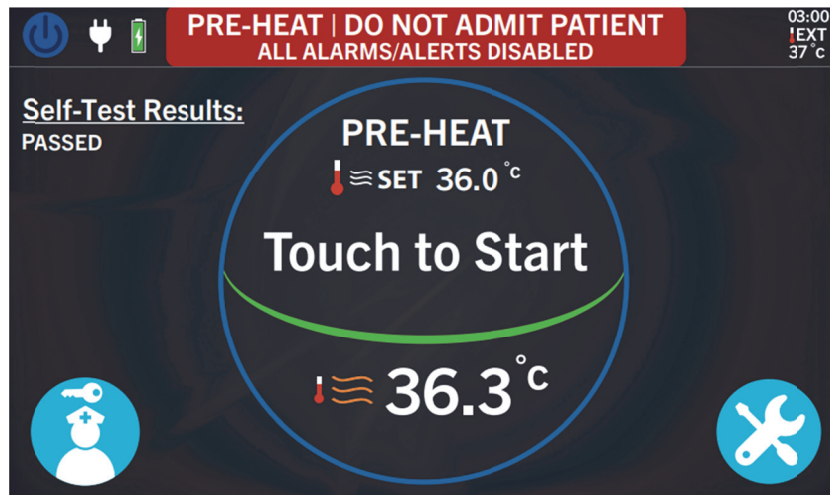 PRE-HEAT | DO NOT ADMIT PATIENT
ALL ALARMS/ALERTS DISABLED
03:00
EXT
37 °C
Self-Test Results:
PASSED
PRE-HEAT
SET 36.0 °C
Touch to Start
36.3 °C